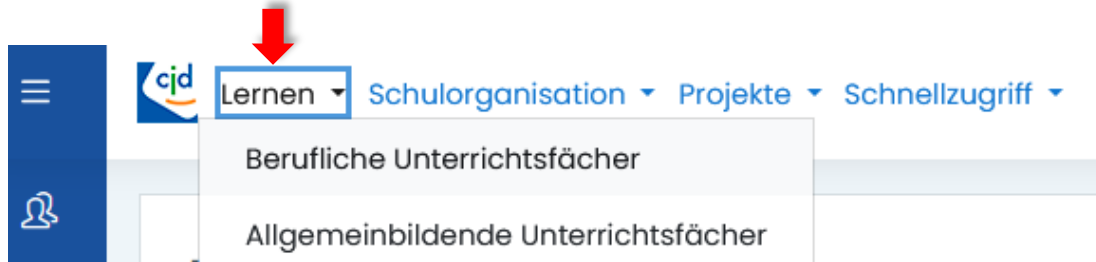 cjd Lernen Schulorganisation Projekte Schnellzugriff
Berufliche Unterrichtsfächer
Allgemeinbildende Unterrichtsfächer